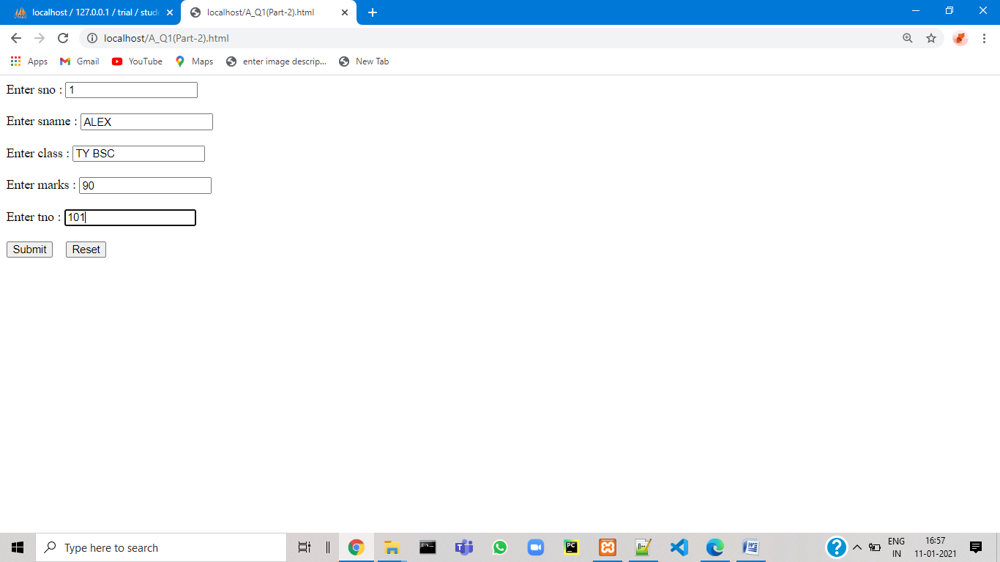 localhost / 127.0.0.1 / trial / stud
localhost/A_Q1(Part-2).html
localhost/A_Q1(Part-2).html
Apps Gmail YouTube Maps enter image descrip... New Tab
Enter sno : 1
Enter sname : ALEX
Enter class : TY BSC
Enter marks : 90
Enter tno : 101
Submit Reset
Type here to search
ENG
IN
16:57
11-01-2021